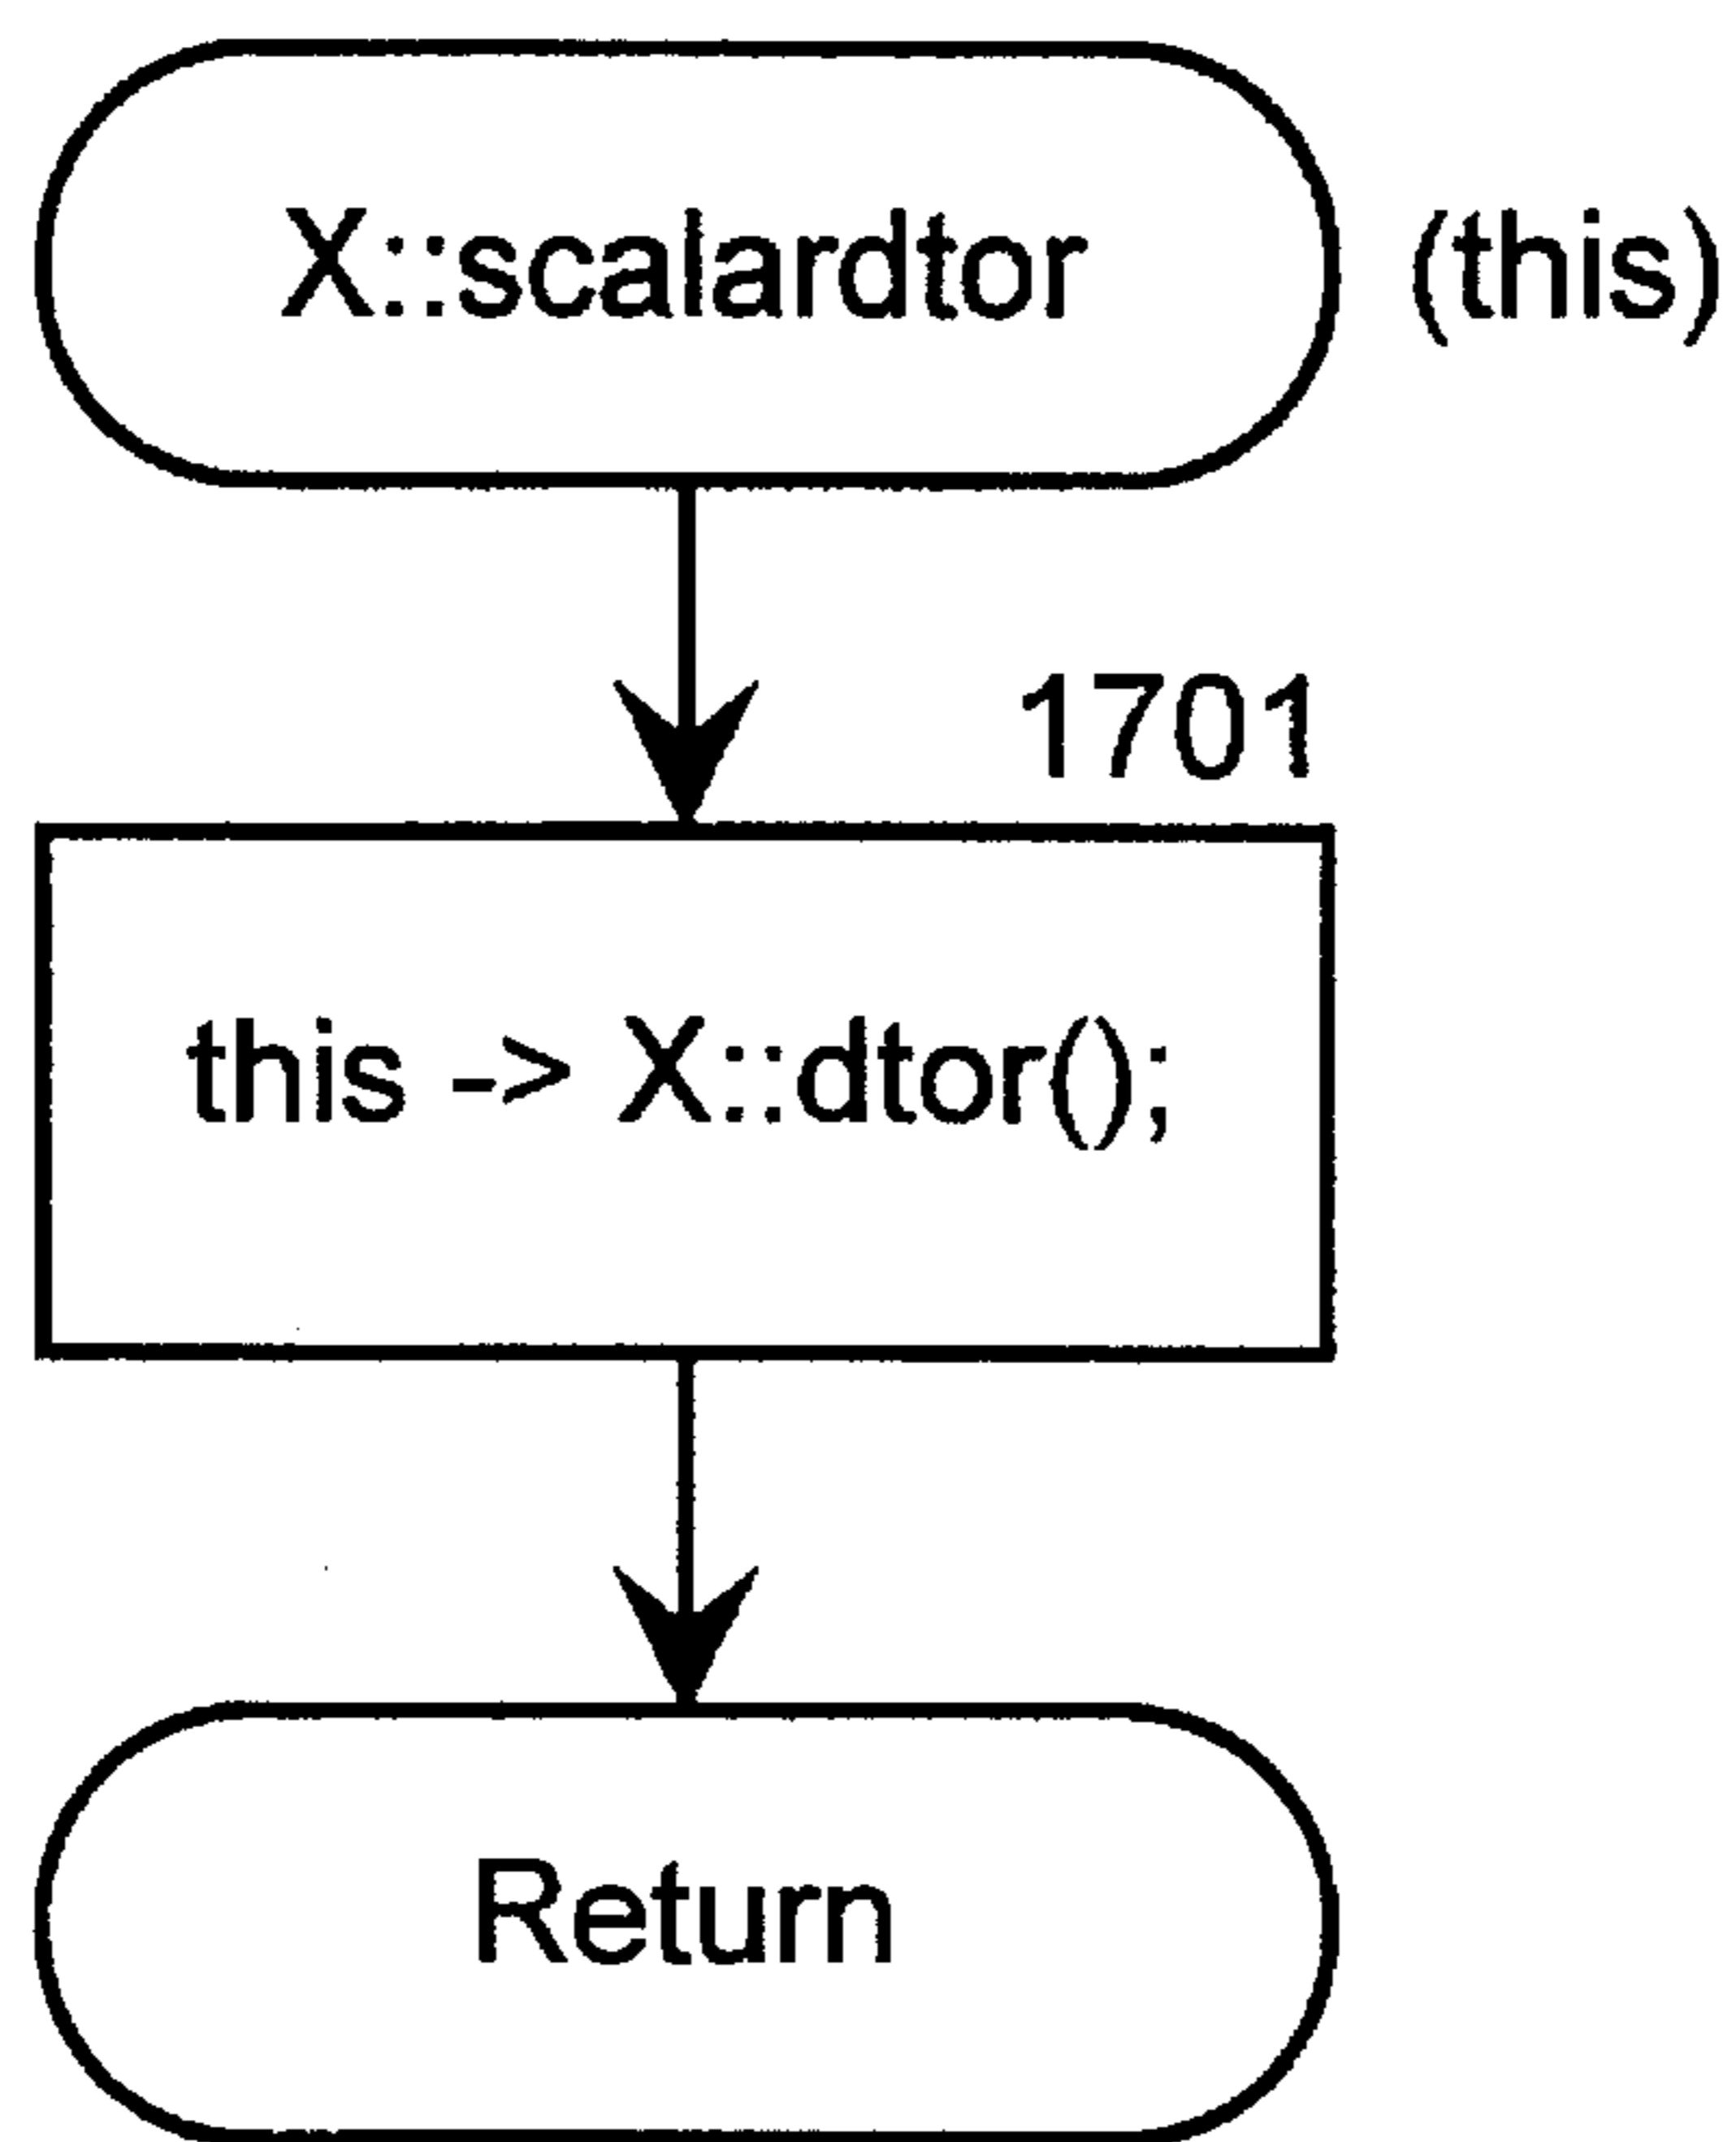 X::scalardtor (this)
1701
this -> X::dtor();
Return